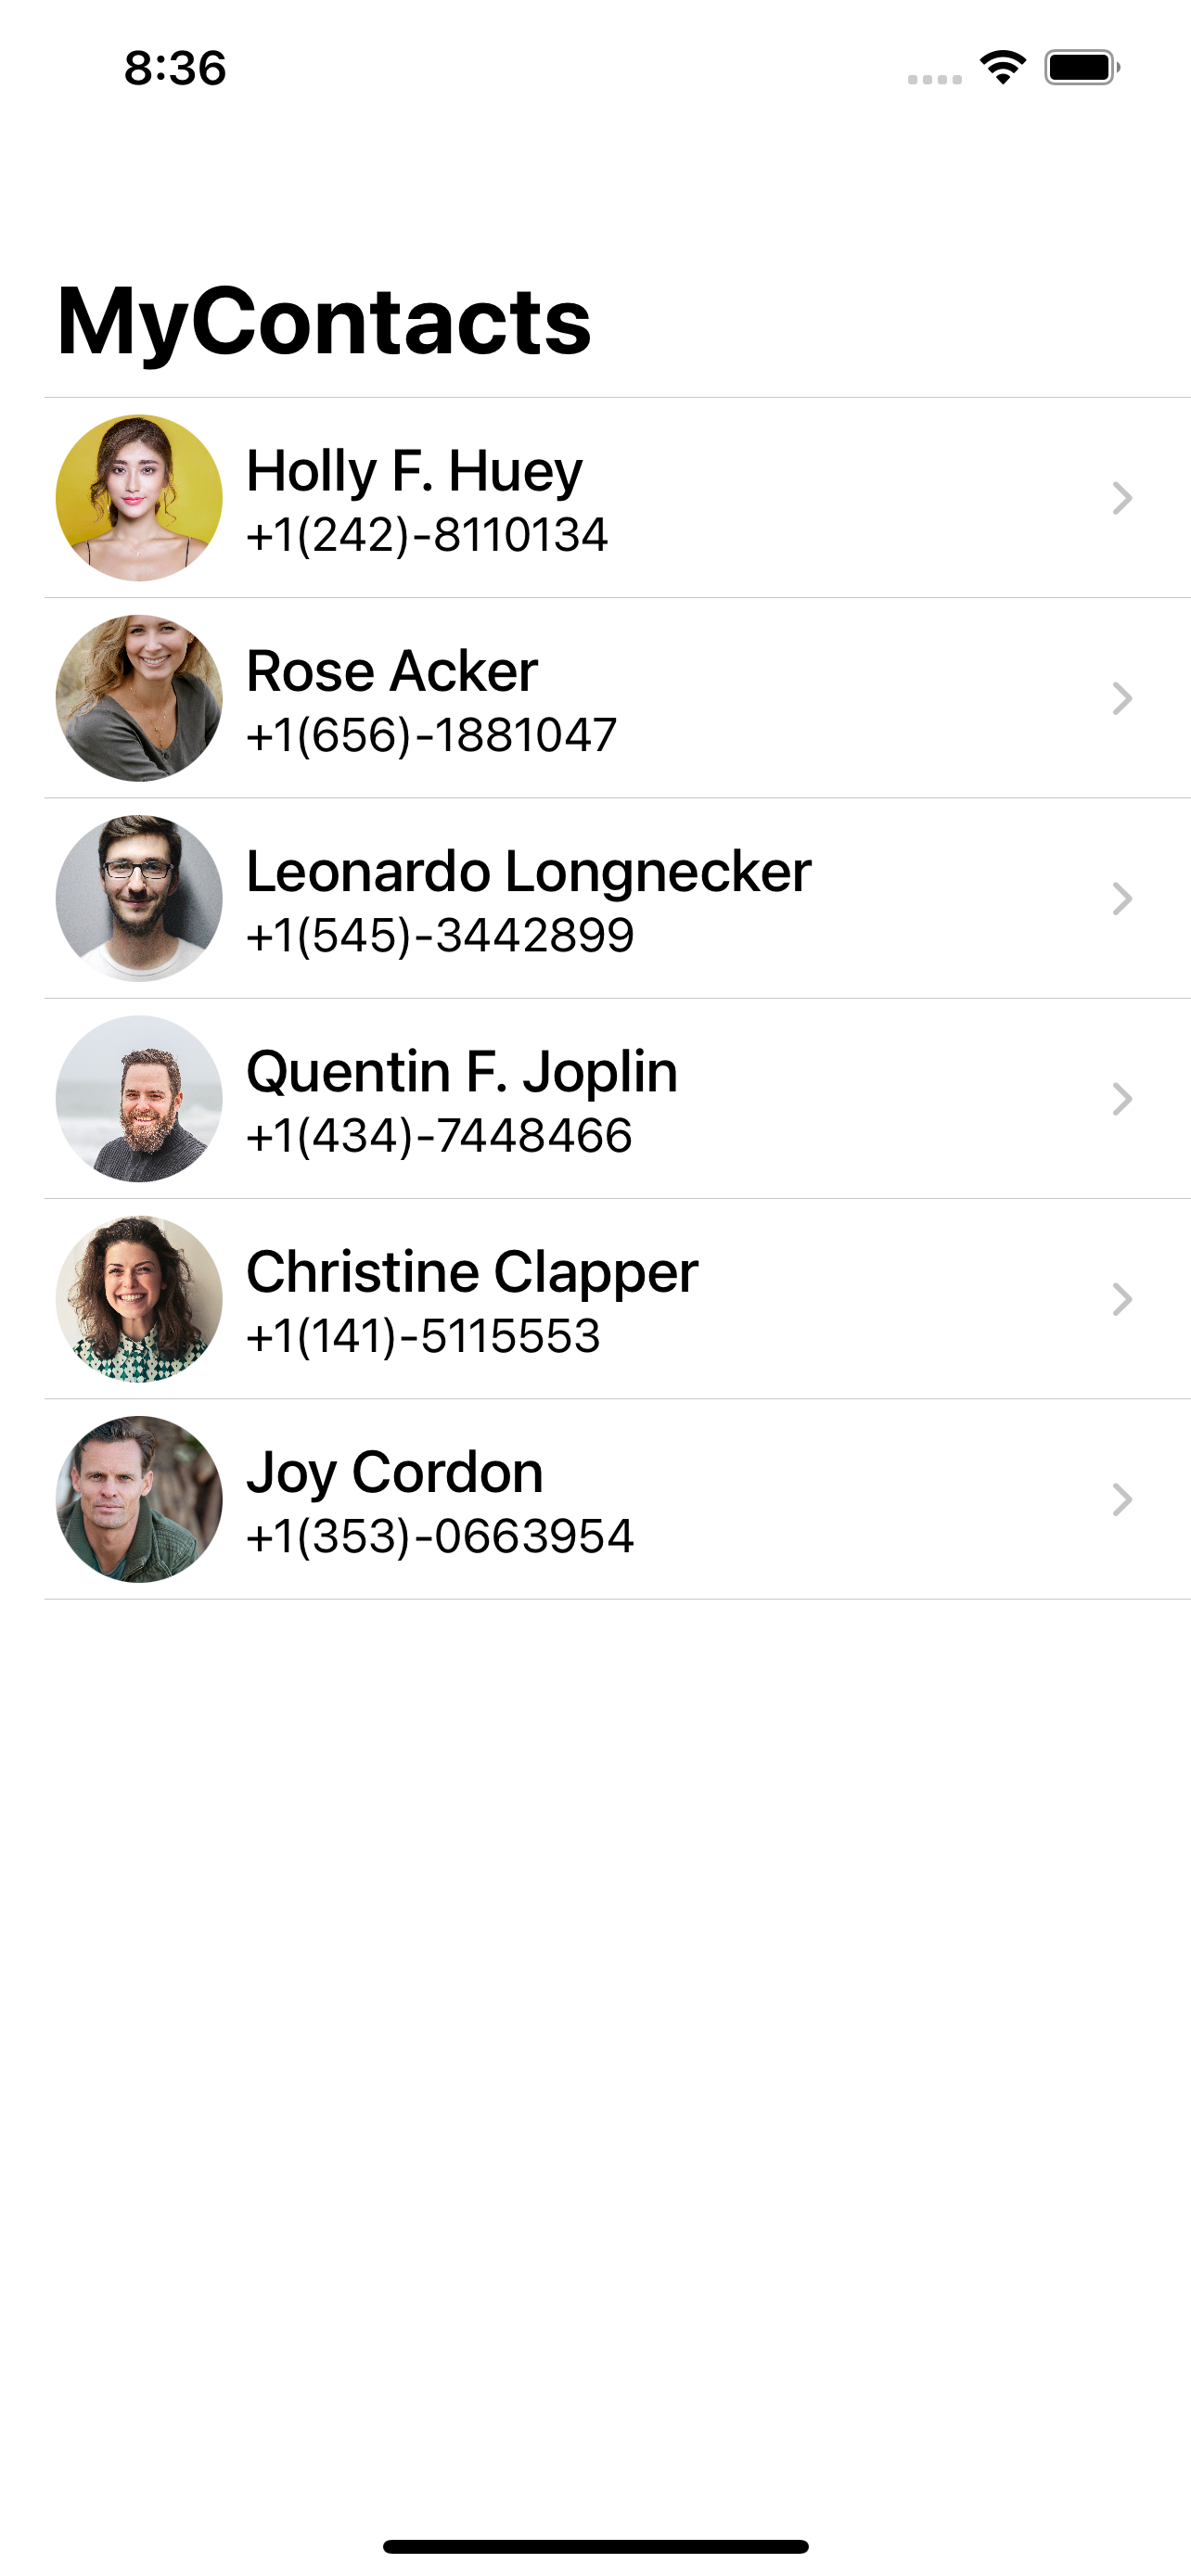 8:36
MyContacts
Holly F. Huey
+1(242)-8110134
Rose Acker
+1(656)-1881047
Leonardo Longnecker
+1(545)-3442899
Quentin F. Joplin
+1(434)-7448466
Christine Clapper
+1(141)-5115553
Joy Cordon
+1(353)-0663954